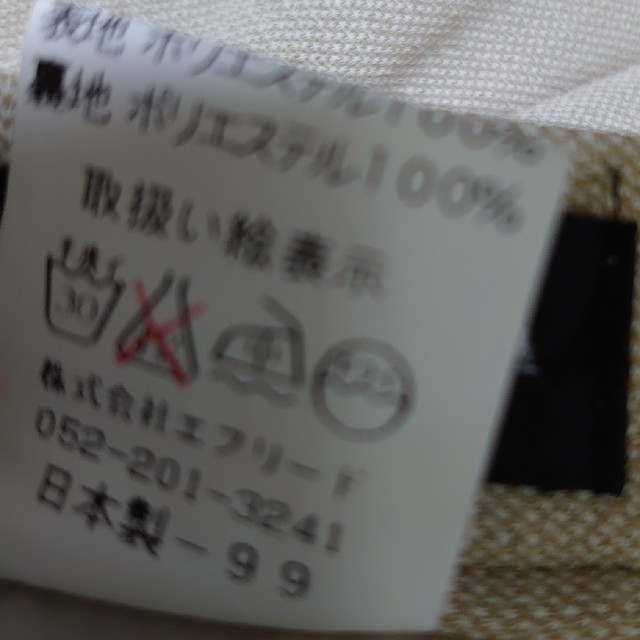 表地 ポリエステル100%
裏地 ポリエステル100%
取扱い絵表示
30
株式会社エフリード
052-201-3241
日本製-99